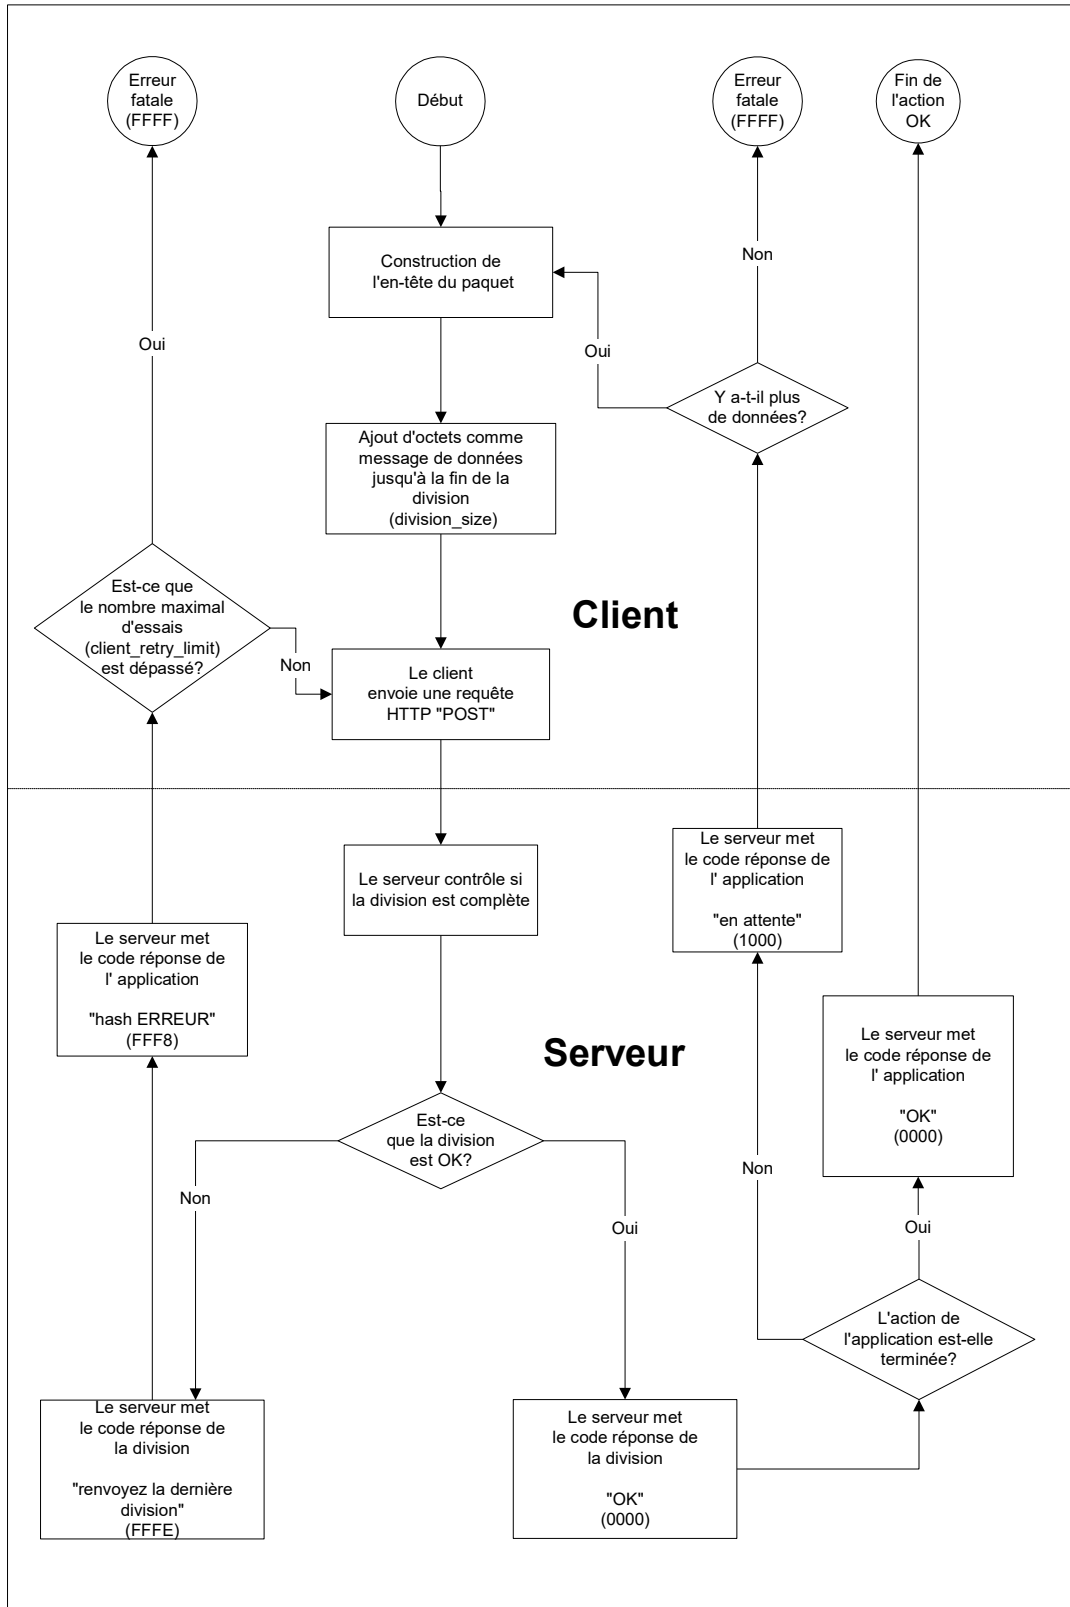 Erreur
fatale
(FFFF)
Début
Erreur
fatale
(FFFF)
Fin de
l'action
OK
Construction de
l'en-tête du paquet
Non
Oui
Oui
Y a-t-il plus
de données?
Ajout d'octets comme
message de données
jusqu'à la fin de la
division
(division_size)
Est-ce que
le nombre maximal
d'essais
(client_retry_limit)
est dépassé?
Client
Non
Le client
envoie une requête
HTTP "POST"
Le serveur met
le code réponse de
l' application
"en attente"
(1000)
Le serveur contrôle si
la division est complète
Le serveur met
le code réponse de
l' application
"hash ERREUR"
(FFF8)
Le serveur met
le code réponse de
l' application
"OK"
(0000)
Serveur
Est-ce
que la division
est OK?
Non
Non
Oui
Oui
L'action de
l'application est-elle
terminée?
Le serveur met
le code réponse de
la division
"renvoyez la dernière
division"
(FFFE)
Le serveur met
le code réponse de
la division
"OK"
(0000)